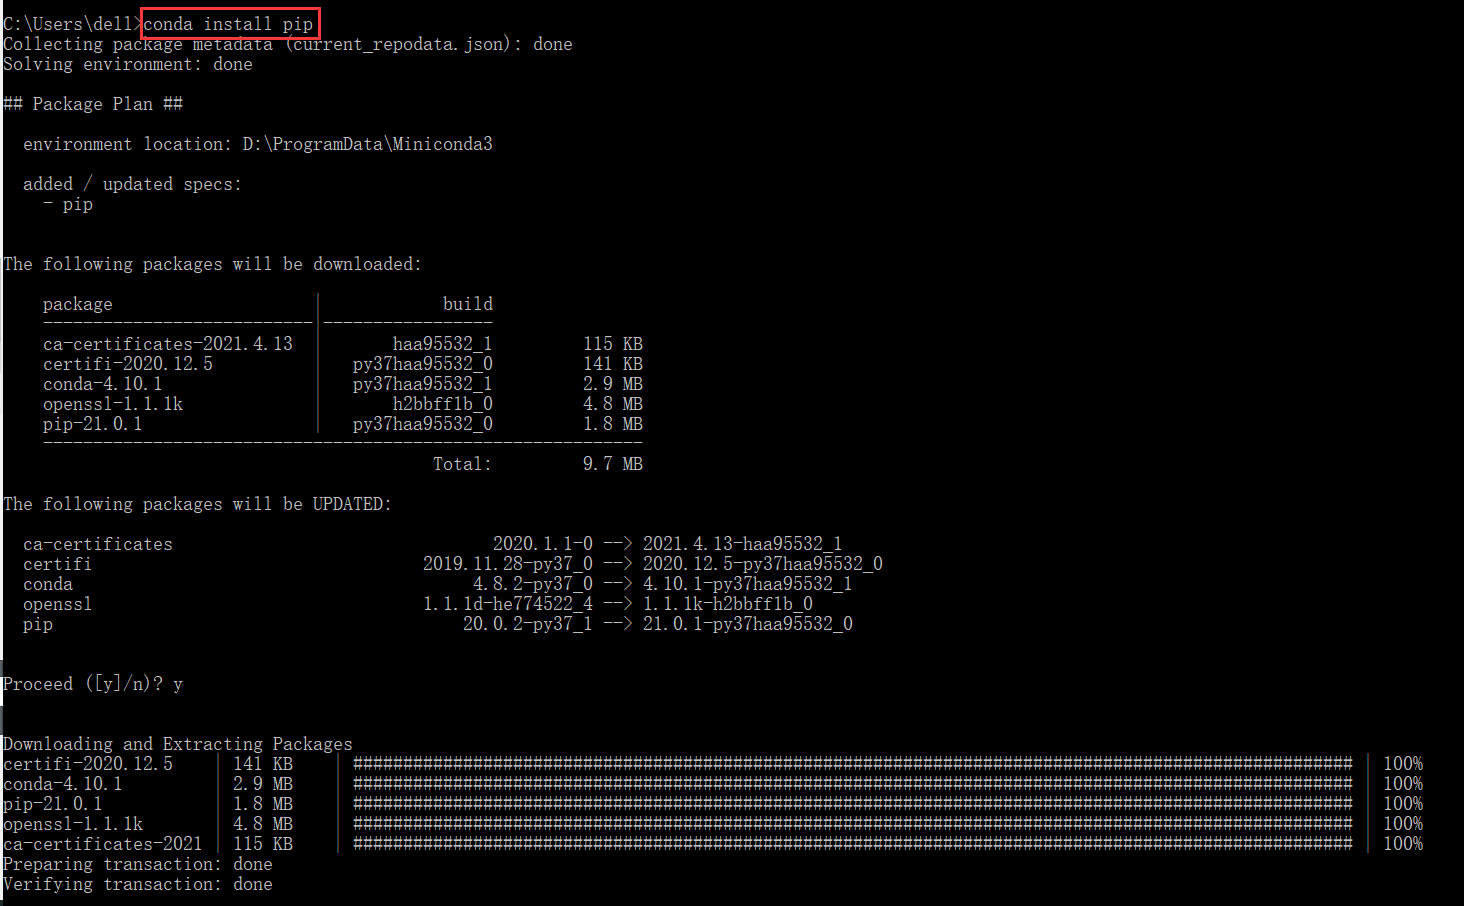 C:\Users\dell>conda install pip
Collecting package metadata (current_repodata.json): done
Solving environment: done
## Package Plan ##
environment location: D:\ProgramData\Miniconda3
added / updated specs:
- pip
The following packages will be downloaded:
package | build
---------------------------|-----------------
ca-certificates-2021.4.13 | haa95532_1 115 KB
certifi-2020.12.5 | py37haa95532_0 141 KB
conda-4.10.1 | py37haa95532_1 2.9 MB
openssl-1.1.1k | h2bbff1b_0 4.8 MB
pip-21.0.1 | py37haa95532_0 1.8 MB
------------------------------------------------------------
Total: 9.7 MB
The following packages will be UPDATED:
ca-certificates 2020.1.1-0 --> 2021.4.13-haa95532_1
certifi 2019.11.28-py37_0 --> 2020.12.5-py37haa95532_0
conda 4.8.2-py37_0 --> 4.10.1-py37haa95532_1
openssl 1.1.1d-he774522_4 --> 1.1.1k-h2bbff1b_0
pip 20.0.2-py37_1 --> 21.0.1-py37haa95532_0
Proceed ([y]/n)? y
Downloading and Extracting Packages
certifi-2020.12.5 | 141 KB | #################################################################################################### | 100%
conda-4.10.1 | 2.9 MB | #################################################################################################### | 100%
pip-21.0.1 | 1.8 MB | #################################################################################################### | 100%
openssl-1.1.1k | 4.8 MB | #################################################################################################### | 100%
ca-certificates-2021 | 115 KB | #################################################################################################### | 100%
Preparing transaction: done
Verifying transaction: done